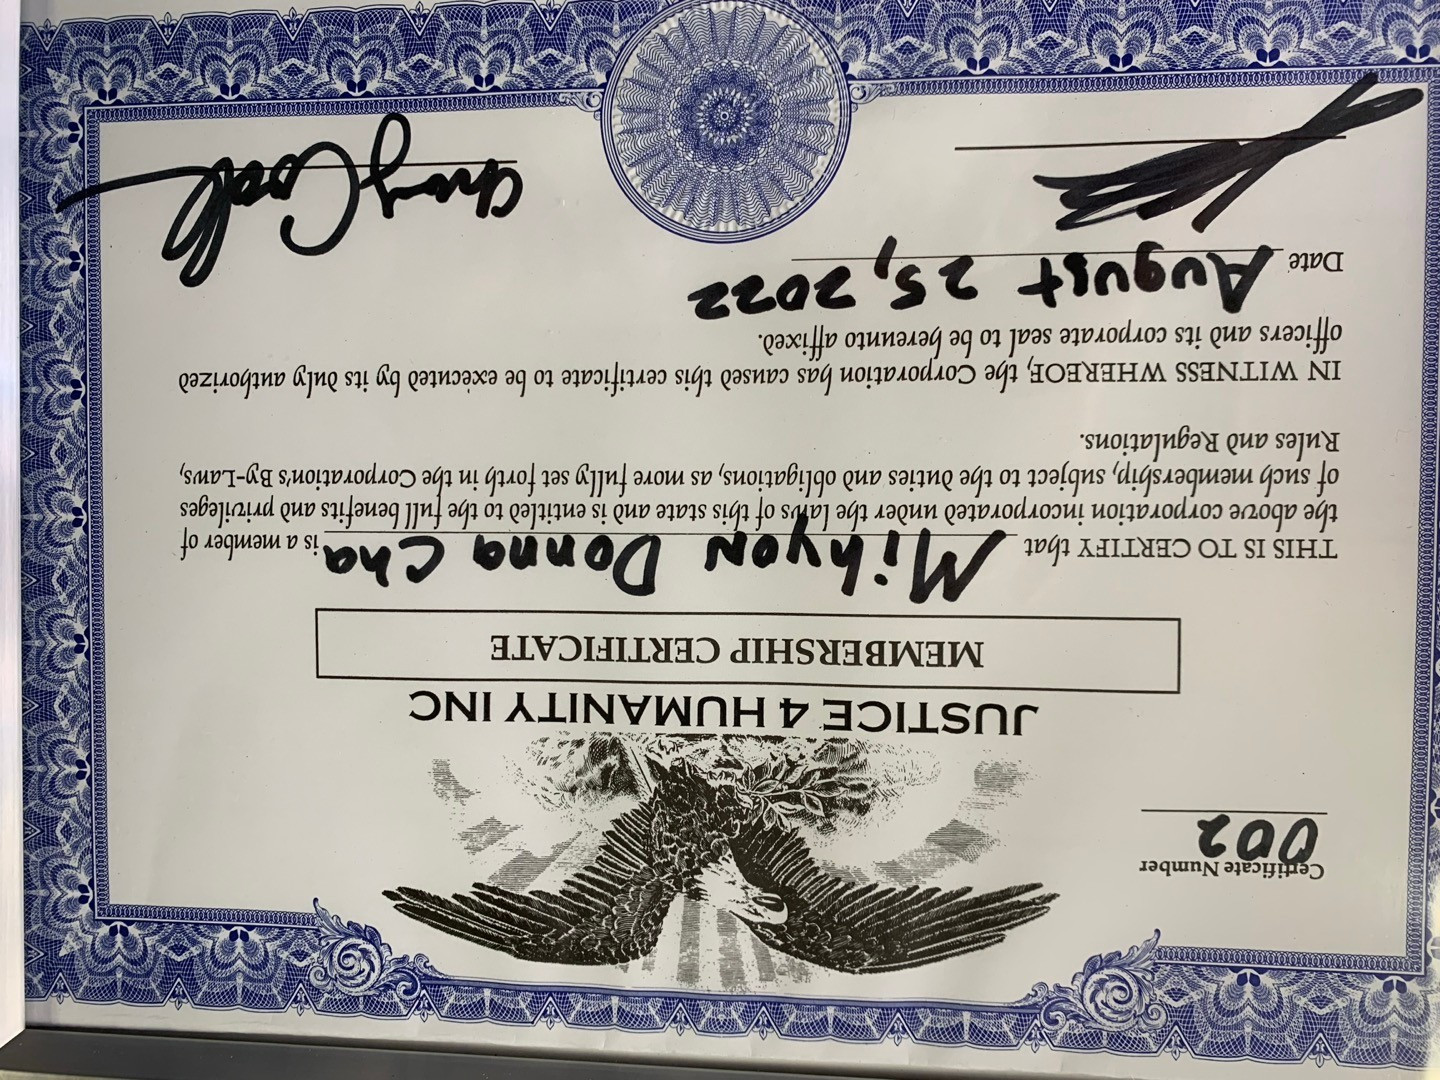 Certificate Number
002
JUSTICE 4 HUMANITY INC
MEMBERSHIP CERTIFICATE
THIS IS TO CERTIFY that Mihyon Donna Cha is a member of
the above corporation incorporated under the laws of this state and is entitled to the full benefits and privileges
of such membership, subject to the duties and obligations, as more fully set forth in the Corporation's By-Laws,
Rules and Regulations.
IN WITNESS WHEREOF, the Corporation has caused this certificate to be executed by its duly authorized
officers and its corporate seal to be hereunto affixed.
Date August 25, 2022